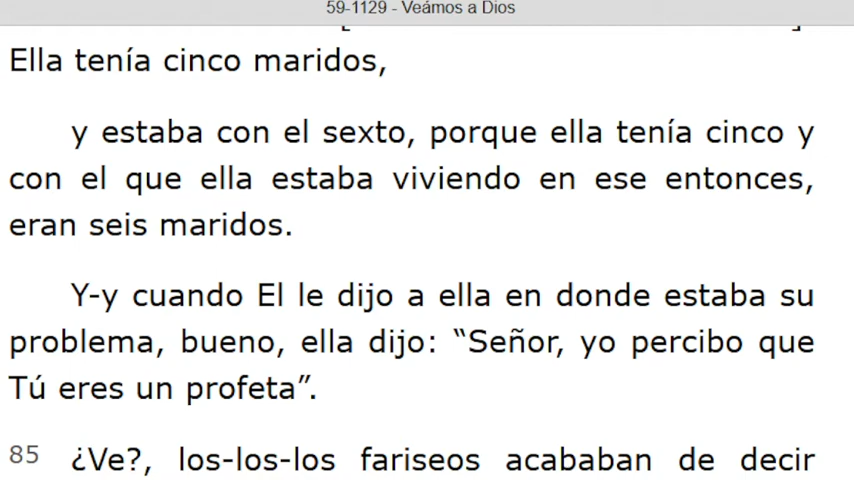 59-1129 - Veámos a Dios
Ella tenía cinco maridos,
y estaba con el sexto, porque ella tenía cinco y
con el que ella estaba viviendo en ese entonces,
eran seis maridos.
Y-y cuando El le dijo a ella en donde estaba su
problema, bueno, ella dijo: “Señor, yo percibo que
Tú eres un profeta”.
85 ¿Ve?, los-los-los fariseos acababan de decir